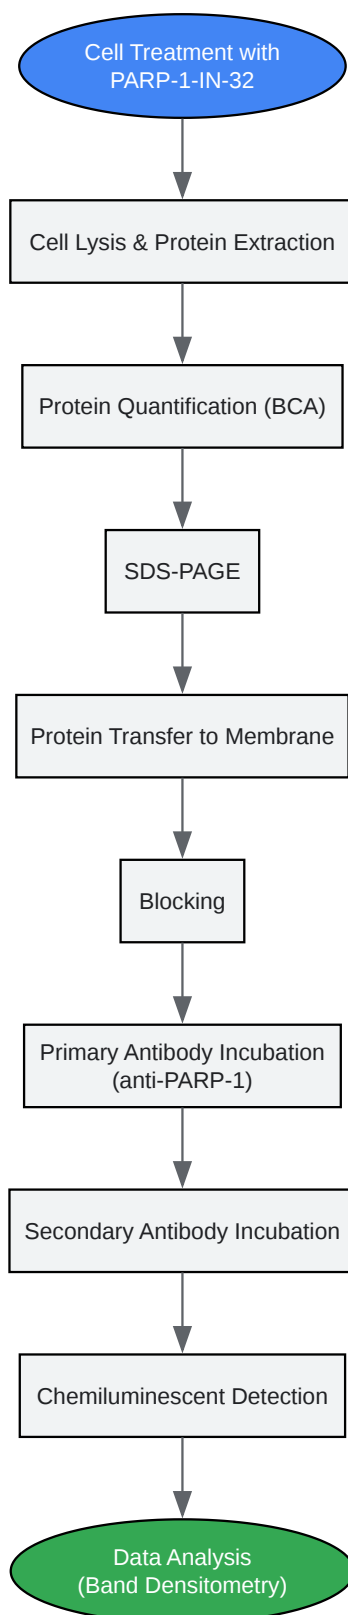 Cell Treatment with
PARP-1-IN-32
Cell Lysis & Protein Extraction
Protein Quantification (BCA)
SDS-PAGE
Protein Transfer to Membrane
Blocking
Primary Antibody Incubation
(anti-PARP-1)
Secondary Antibody Incubation
Chemiluminescent Detection
Data Analysis
(Band Densitometry)